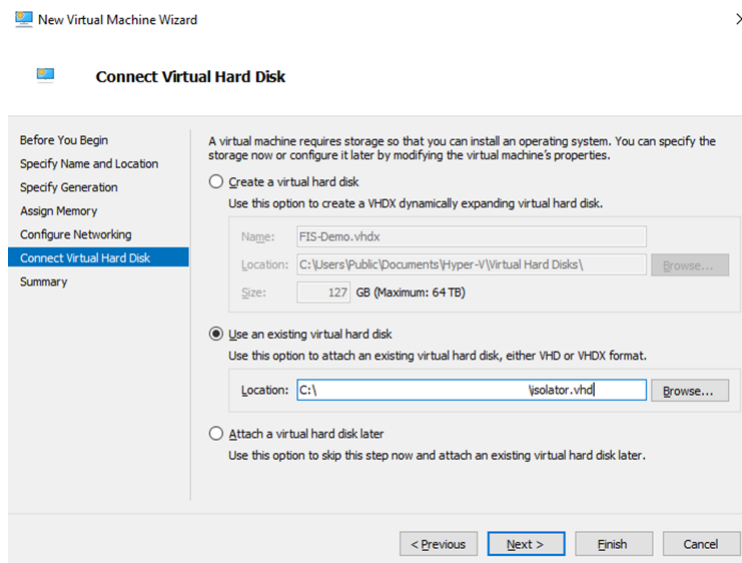 New Virtual Machine Wizard
Connect Virtual Hard Disk
Before You Begin
Specify Name and Location
Specify Generation
Assign Memory
Configure Networking
Connect Virtual Hard Disk
Summary
A virtual machine requires storage so that you can install an operating system. You can specify the
storage now or configure it later by modifying the virtual machine's properties.
Create a virtual hard disk
Use this option to create a VHDX dynamically expanding virtual hard disk.
Name: FIS-Demo.vhdx
Location: C:\Users\Public\Documents\Hyper-V\Virtual Hard Disks\ Browse...
Size: 127 GB (Maximum: 64 TB)
Use an existing virtual hard disk
Use this option to attach an existing virtual hard disk, either VHD or VHDX format.
Location: C:\ \isolator.vhd Browse...
Attach a virtual hard disk later
Use this option to skip this step now and attach an existing virtual hard disk later.
< Previous Next > Finish Cancel